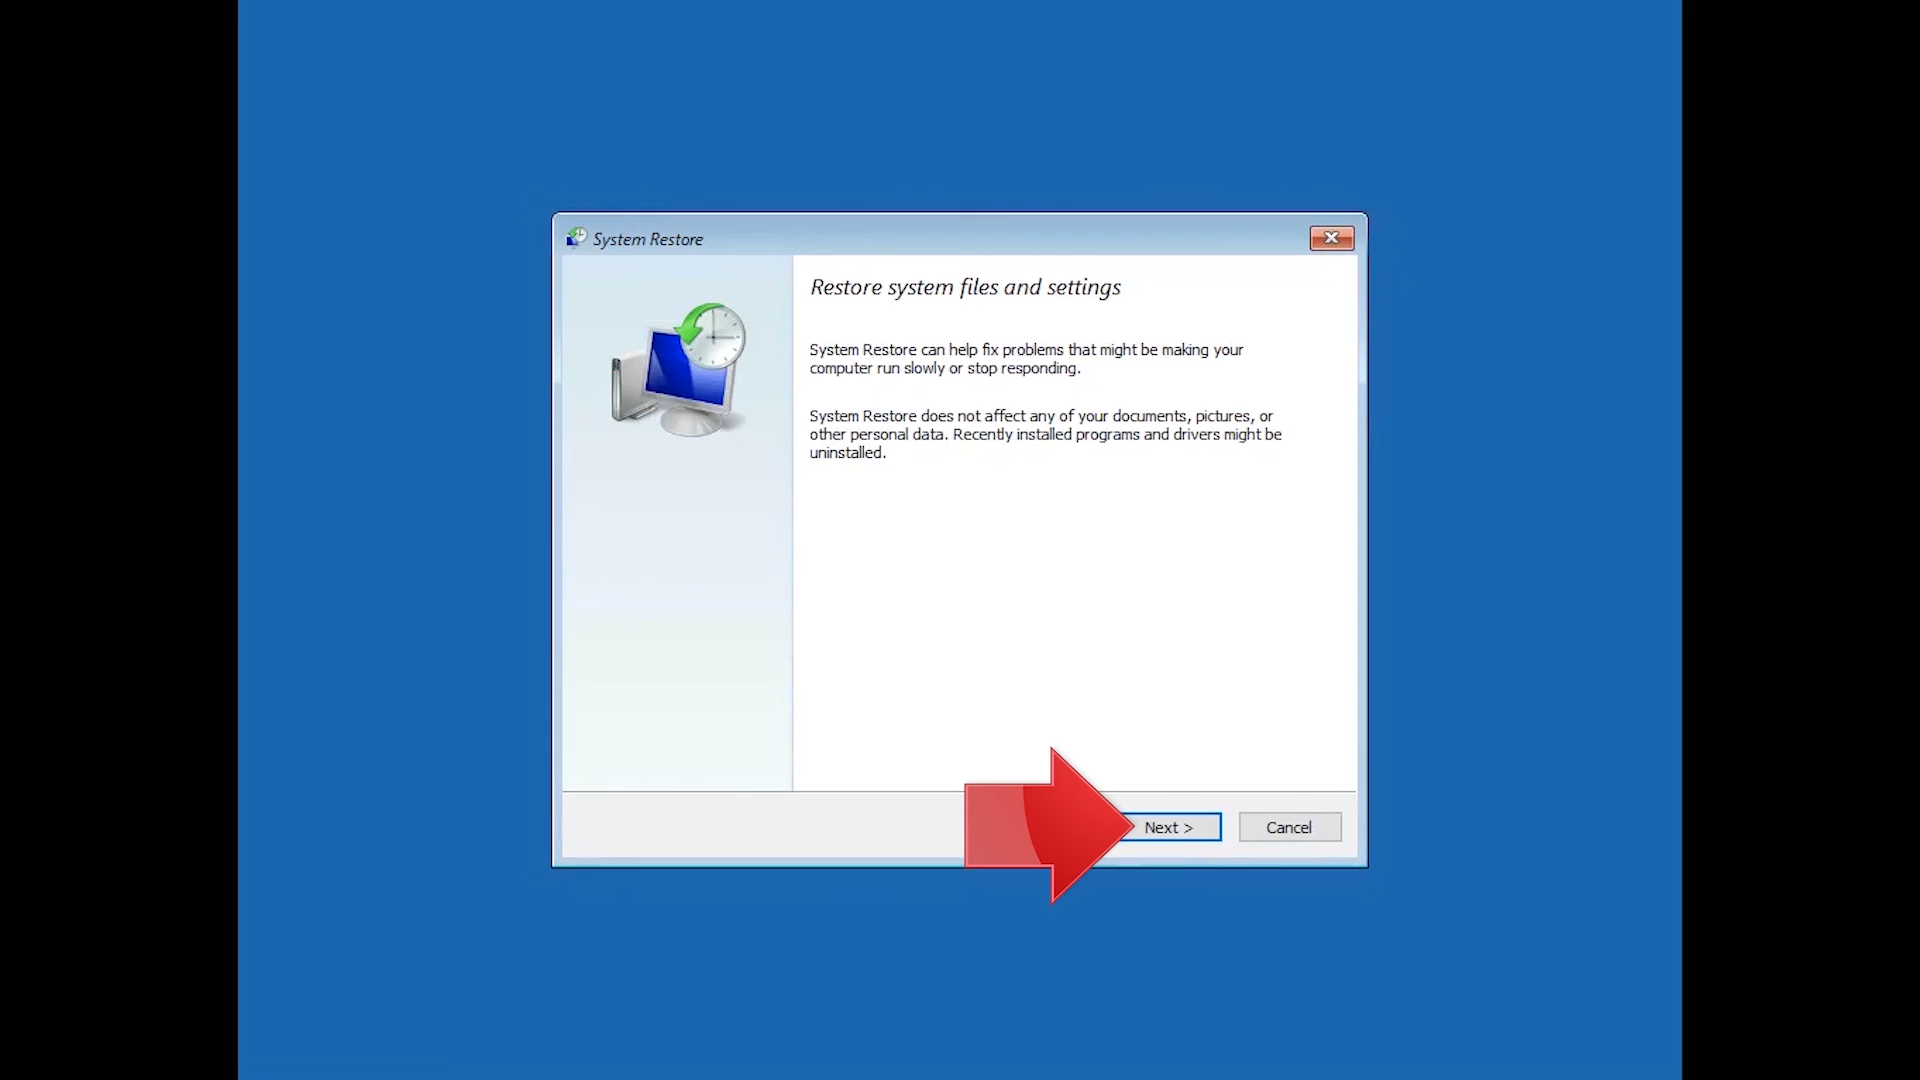 System Restore
Restore system files and settings
System Restore can help fix problems that might be making your
computer run slowly or stop responding.
System Restore does not affect any of your documents, pictures, or
other personal data. Recently installed programs and drivers might be
uninstalled.
Next >
Cancel